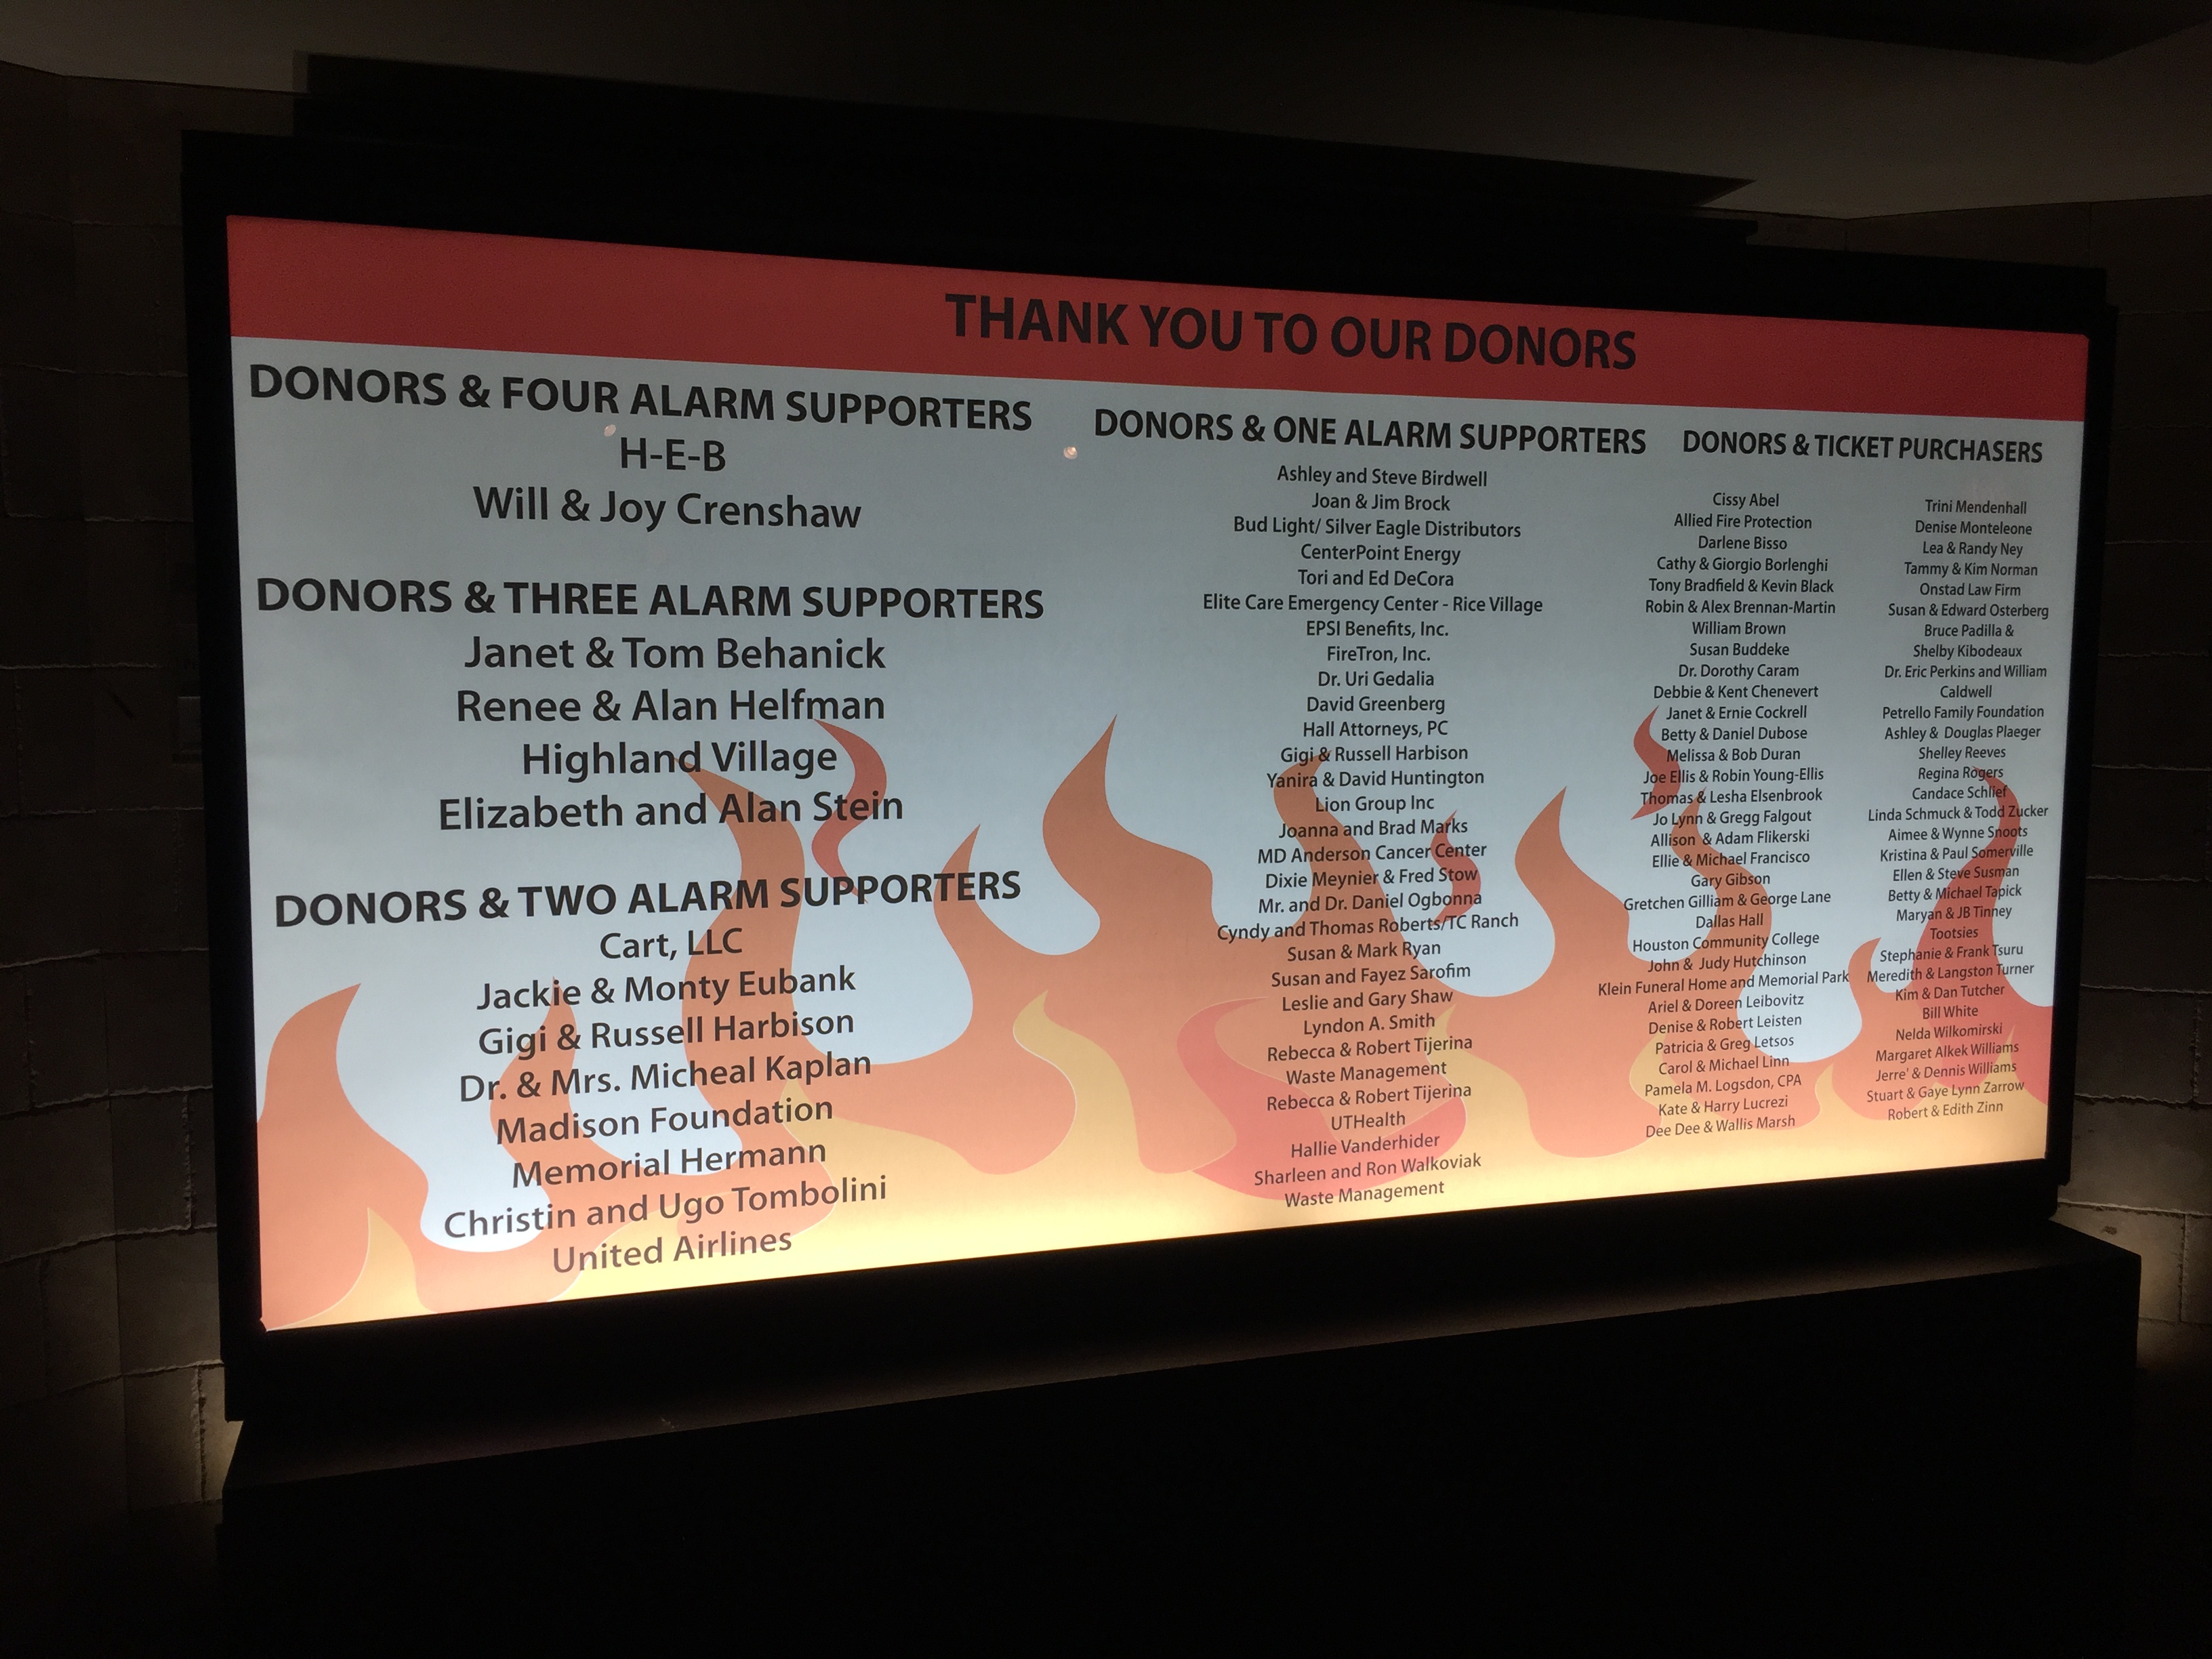 THANK YOU TO OUR DONORS
DONORS & FOUR ALARM SUPPORTERS
H-E-B
Will & Joy Crenshaw
DONORS & THREE ALARM SUPPORTERS
Janet & Tom Behanick
Renee & Alan Helfman
Highland Village
Elizabeth and Alan Stein
DONORS & TWO ALARM SUPPORTERS
Cart, LLC
Jackie & Monty Eubank
Gigi & Russell Harbison
Dr. & Mrs. Micheal Kaplan
Madison Foundation
Memorial Hermann
Christin and Ugo Tombolini
United Airlines
DONORS & ONE ALARM SUPPORTERS
Ashley and Steve Birdwell
Joan & Jim Brock
Bud Light/ Silver Eagle Distributors
CenterPoint Energy
Tori and Ed DeCora
Elite Care Emergency Center - Rice Village
EPSI Benefits, Inc.
FireTron, Inc.
Dr. Uri Gedalia
David Greenberg
Hall Attorneys, PC
Gigi & Russell Harbison
Yanira & David Huntington
Lion Group Inc
Joanna and Brad Marks
MD Anderson Cancer Center
Dixie Meynier & Fred Stow
Mr. and Dr. Daniel Ogbonna
Cyndy and Thomas Roberts/TC Ranch
Susan & Mark Ryan
Susan and Fayez Sarofim
Leslie and Gary Shaw
Lyndon A. Smith
Rebecca & Robert Tijerina
Waste Management
Rebecca & Robert Tijerina
UTHealth
Hallie Vanderhider
Sharleen and Ron Walkoviak
Waste Management
DONORS & TICKET PURCHASERS
Cissy Abel
Allied Fire Protection
Darlene Bisso
Cathy & Giorgio Borlenghi
Tony Bradfield & Kevin Black
Robin & Alex Brennan-Martin
William Brown
Susan Buddeke
Dr. Dorothy Caram
Debbie & Kent Chenevert
Janet & Ernie Cockrell
Betty & Daniel Dubose
Melissa & Bob Duran
Joe Ellis & Robin Young-Ellis
Thomas & Lesha Elsenbrook
Jo Lynn & Gregg Falgout
Allison & Adam Flikerski
Ellie & Michael Francisco
Gary Gibson
Gretchen Gilliam & George Lane
Dallas Hall
Houston Community College
John & Judy Hutchinson
Klein Funeral Home and Memorial Park
Ariel & Doreen Leibovitz
Denise & Robert Leisten
Patricia & Greg Letsos
Carol & Michael Linn
Pamela M. Logsdon, CPA
Kate & Harry Lucrezi
Dee Dee & Wallis Marsh
Trini Mendenhall
Denise Monteleone
Lea & Randy Ney
Tammy & Kim Norman
Onstad Law Firm
Susan & Edward Osterberg
Bruce Padilla &
Shelby Kibodeaux
Dr. Eric Perkins and William
Caldwell
Petrello Family Foundation
Ashley & Douglas Plaeger
Shelley Reeves
Regina Rogers
Candace Schlief
Linda Schmuck & Todd Zucker
Aimee & Wynne Snoots
Kristina & Paul Somerville
Ellen & Steve Susman
Betty & Michael Tapick
Maryan & JB Tinney
Tootsies
Stephanie & Frank Tsuru
Meredith & Langston Turner
Kim & Dan Tutcher
Bill White
Nelda Wilkomirski
Margaret Alkek Williams
Jerre' & Dennis Williams
Stuart & Gaye Lynn Zarrow
Robert & Edith Zinn